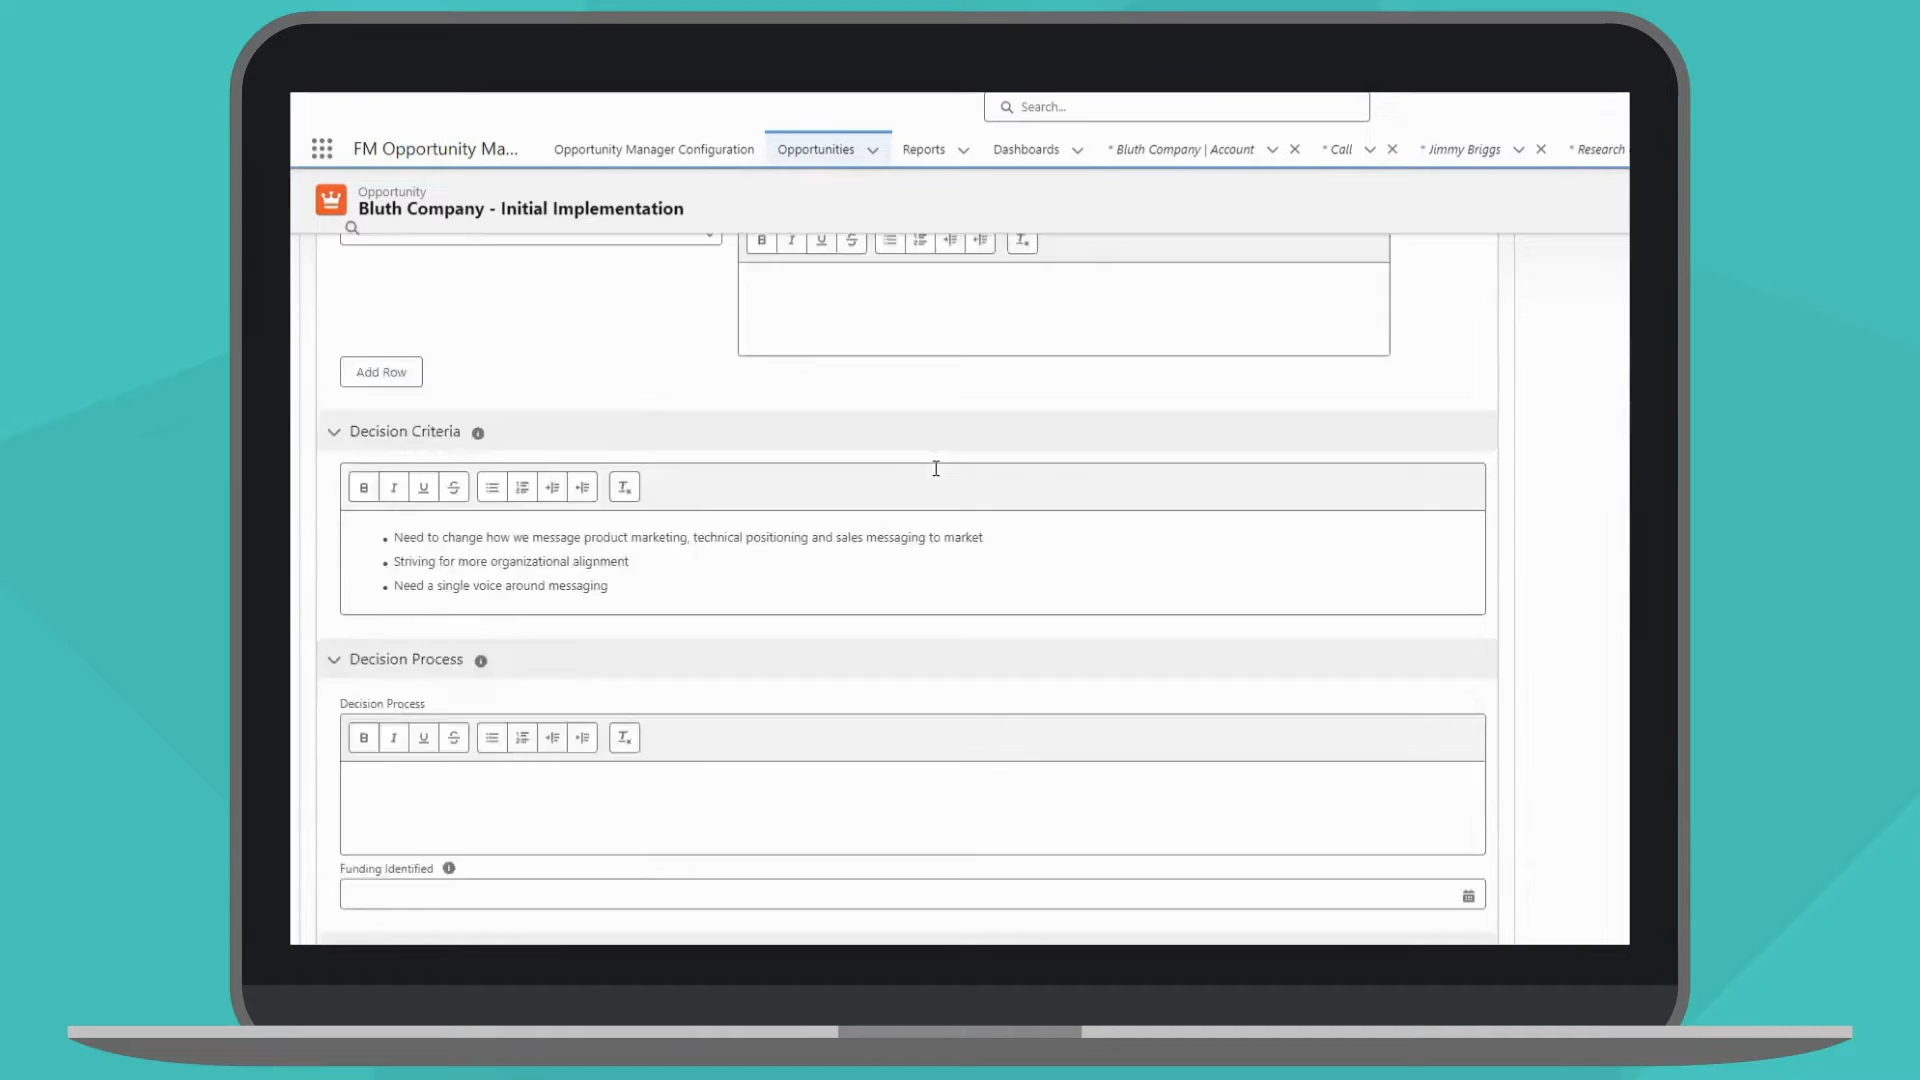 Search...
FM Opportunity Ma...
Opportunity Manager Configuration
Opportunities
Reports
Dashboards
* Bluth Company | Account
* Call
* Jimmy Briggs
* Research
Opportunity
Bluth Company - Initial Implementation
B I U S
Add Row
Decision Criteria
B I U S
• Need to change how we message product marketing, technical positioning and sales messaging to market
• Striving for more organizational alignment
• Need a single voice around messaging
Decision Process
Decision Process
B I U S
Funding Identified